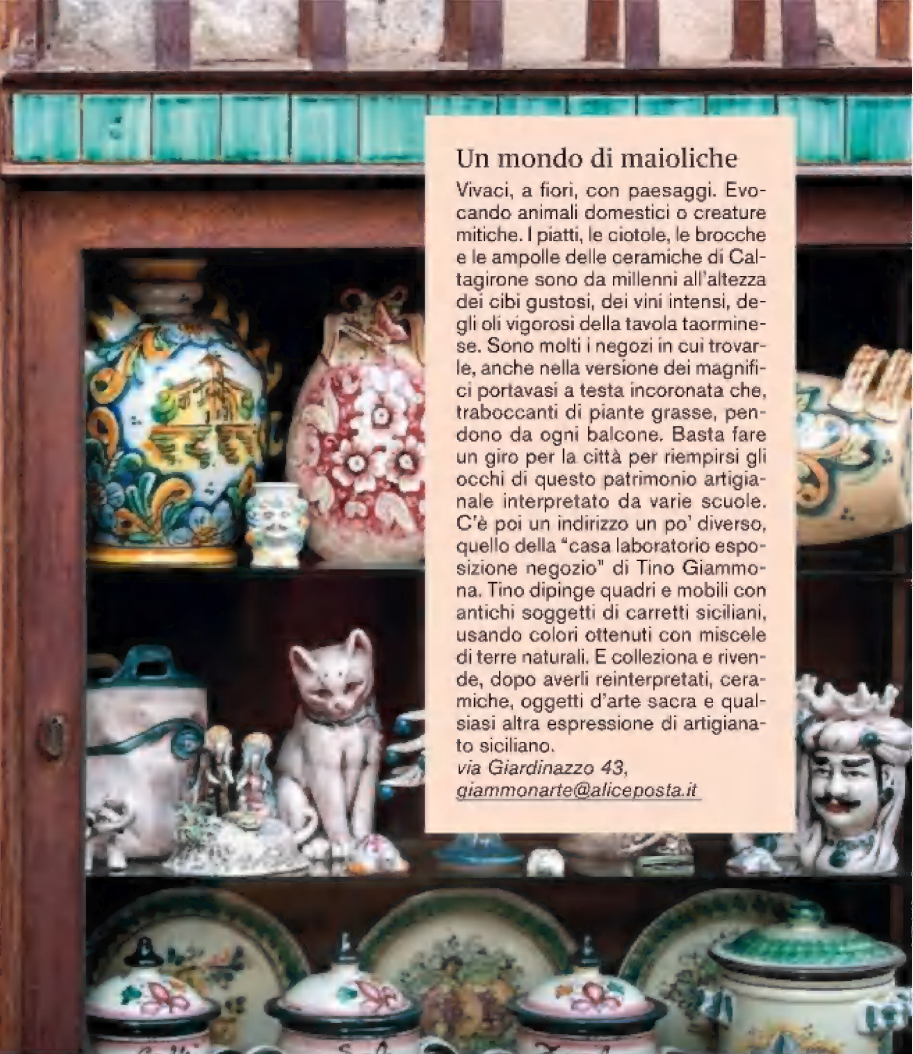 Un mondo di maioliche
Vivaci, a fiori, con paesaggi. Evo-
cando animali domestici o creature
mitiche. I piatti, le ciotole, le brocche
e le ampolle delle ceramiche di Cal-
tagirone sono da millenni all'altezza
dei cibi gustosi, dei vini intensi, de-
gli oli vigorosi della tavola taormine-
se. Sono molti i negozi in cui trovar-
le, anche nella versione dei magnifi-
ci portavasi a testa incoronata che,
traboccanti di piante grasse, pen-
dono da ogni balcone. Basta fare
un giro per la città per riempirsi gli
occhi di questo patrimonio artigia-
nale interpretato da varie scuole.
C'è poi un indirizzo un po' diverso,
quello della "casa laboratorio espo-
sizione negozio" di Tino Giammo-
na. Tino dipinge quadri e mobili con
antichi soggetti di carretti siciliani,
usando colori ottenuti con miscele
di terre naturali. E colleziona e riven-
de, dopo averli reinterpretati, cera-
miche, oggetti d'arte sacra e qual-
siasi altra espressione di artigiana-
to siciliano.
via Giardinazzo 43,
giammonarte@aliceposta.it